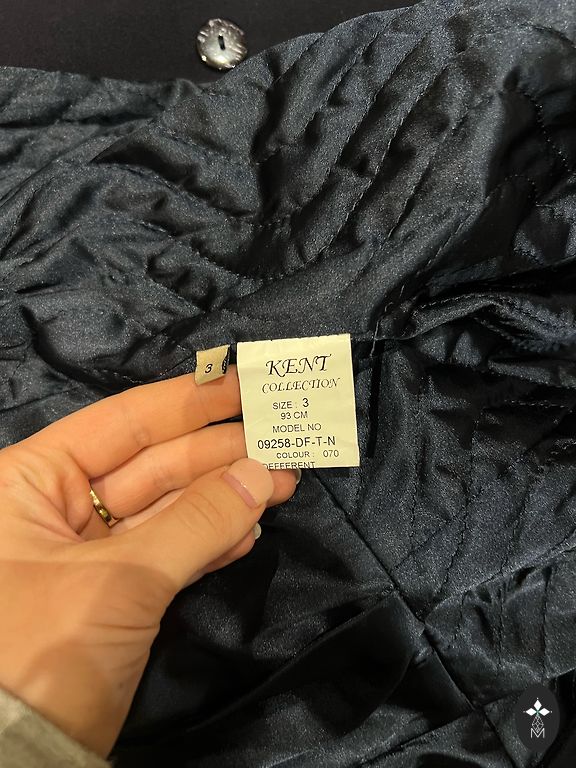 3
KENT
COLLECTION
SIZE : 3
93 CM
MODEL NO
09258-DF-T-N
COLOUR : 070
DEFFERENT
M